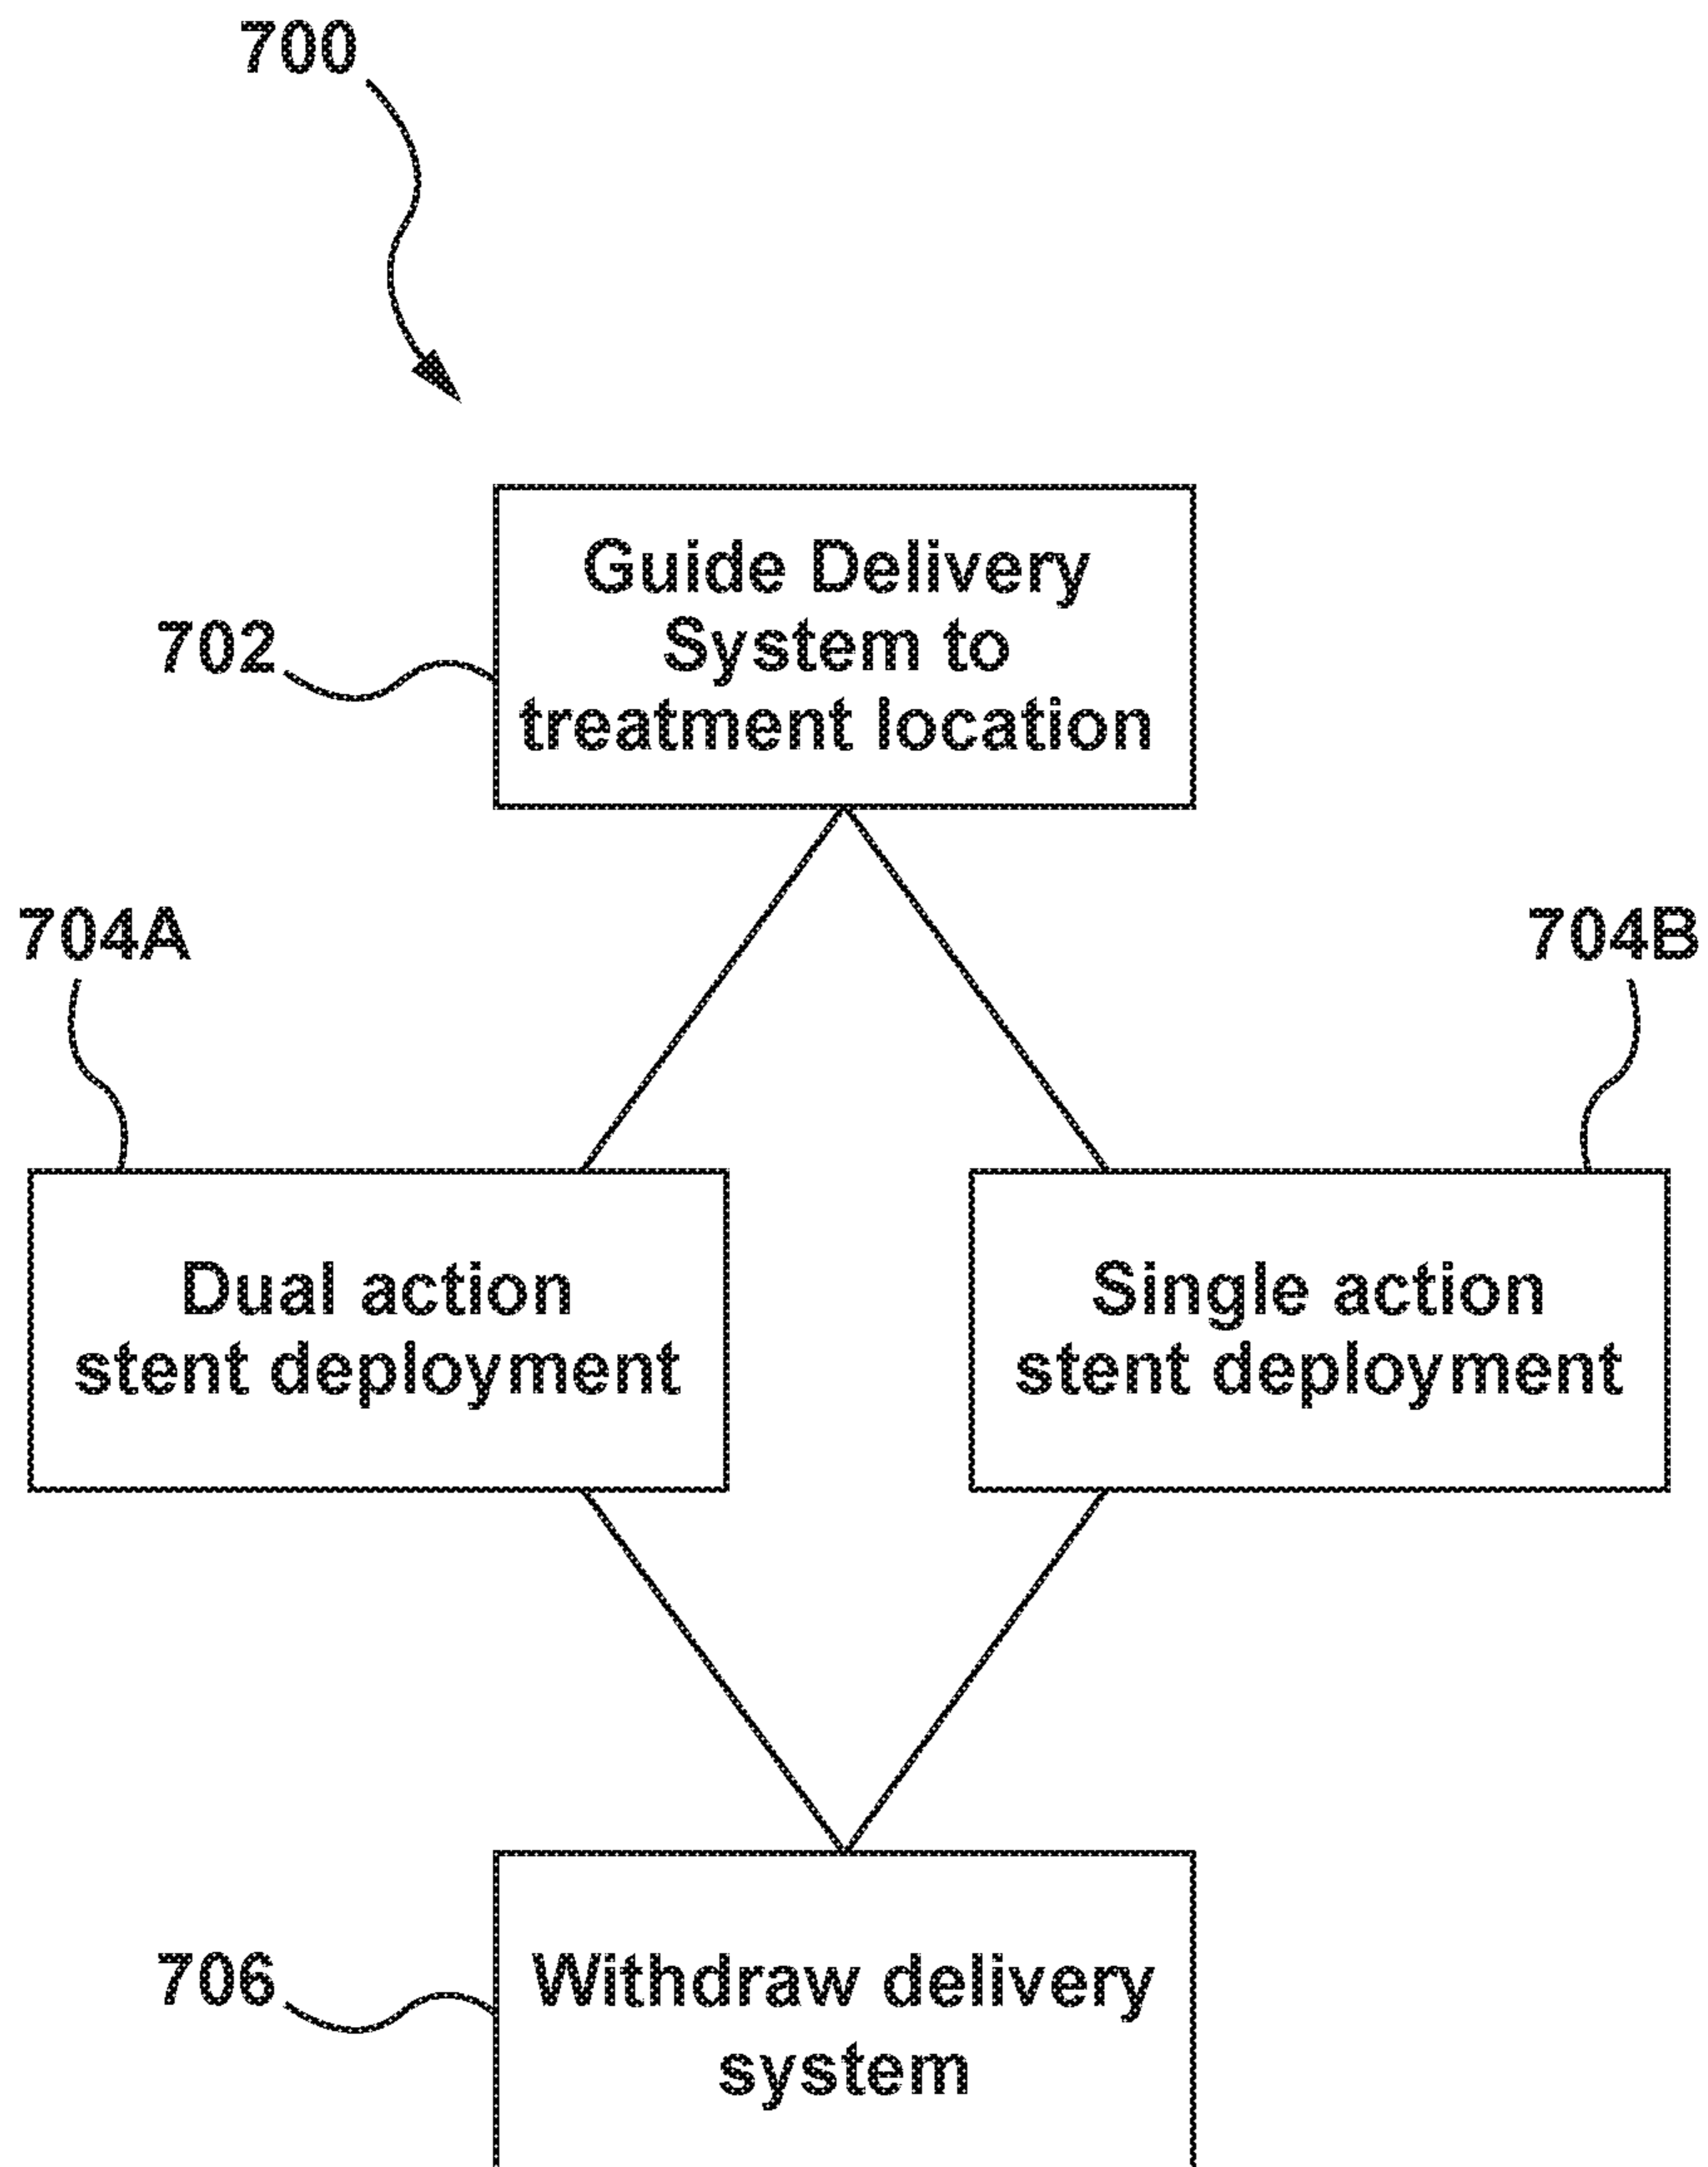 700
Guide Delivery
System to
treatment location
702
704A
704B
Dual action
stent deployment
Single action
stent deployment
706
Withdraw delivery
system